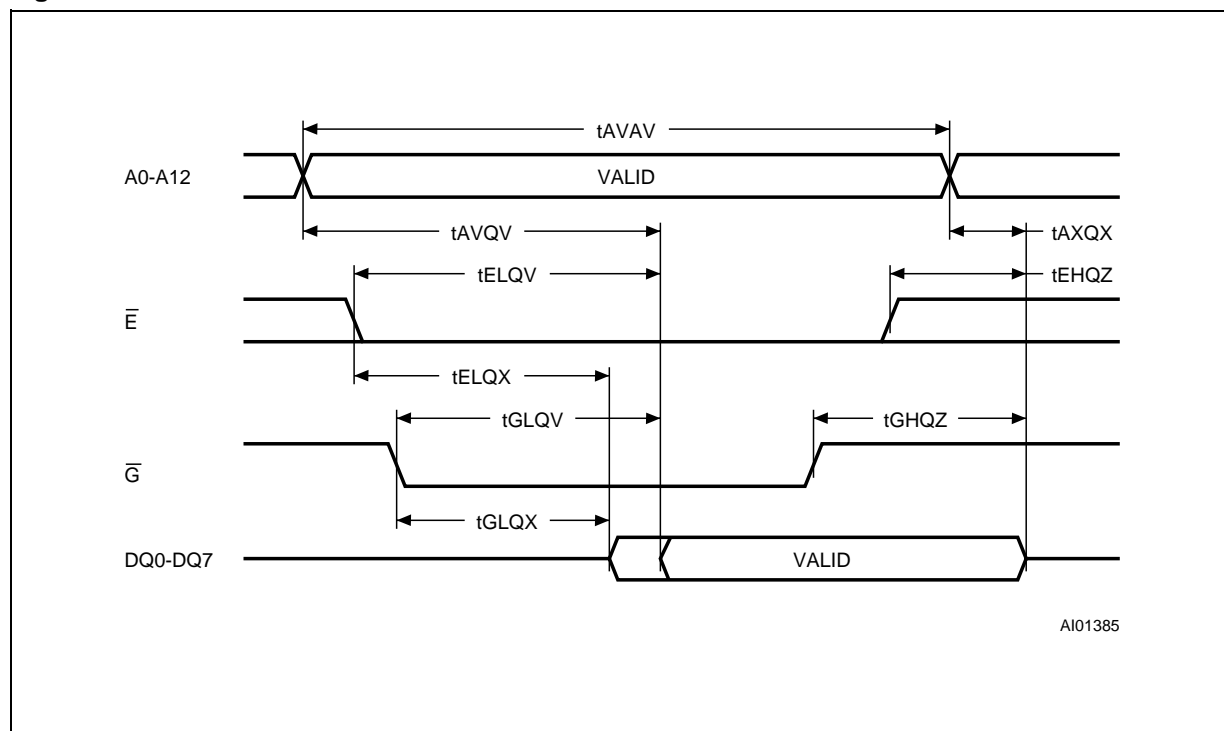 tAVAV
A0-A12 VALID
tAVQV tAXQX
tELQV tEHQZ
E̅
tELQX
tGLQV tGHQZ
G̅
tGLQX
DQ0-DQ7 VALID
AI01385